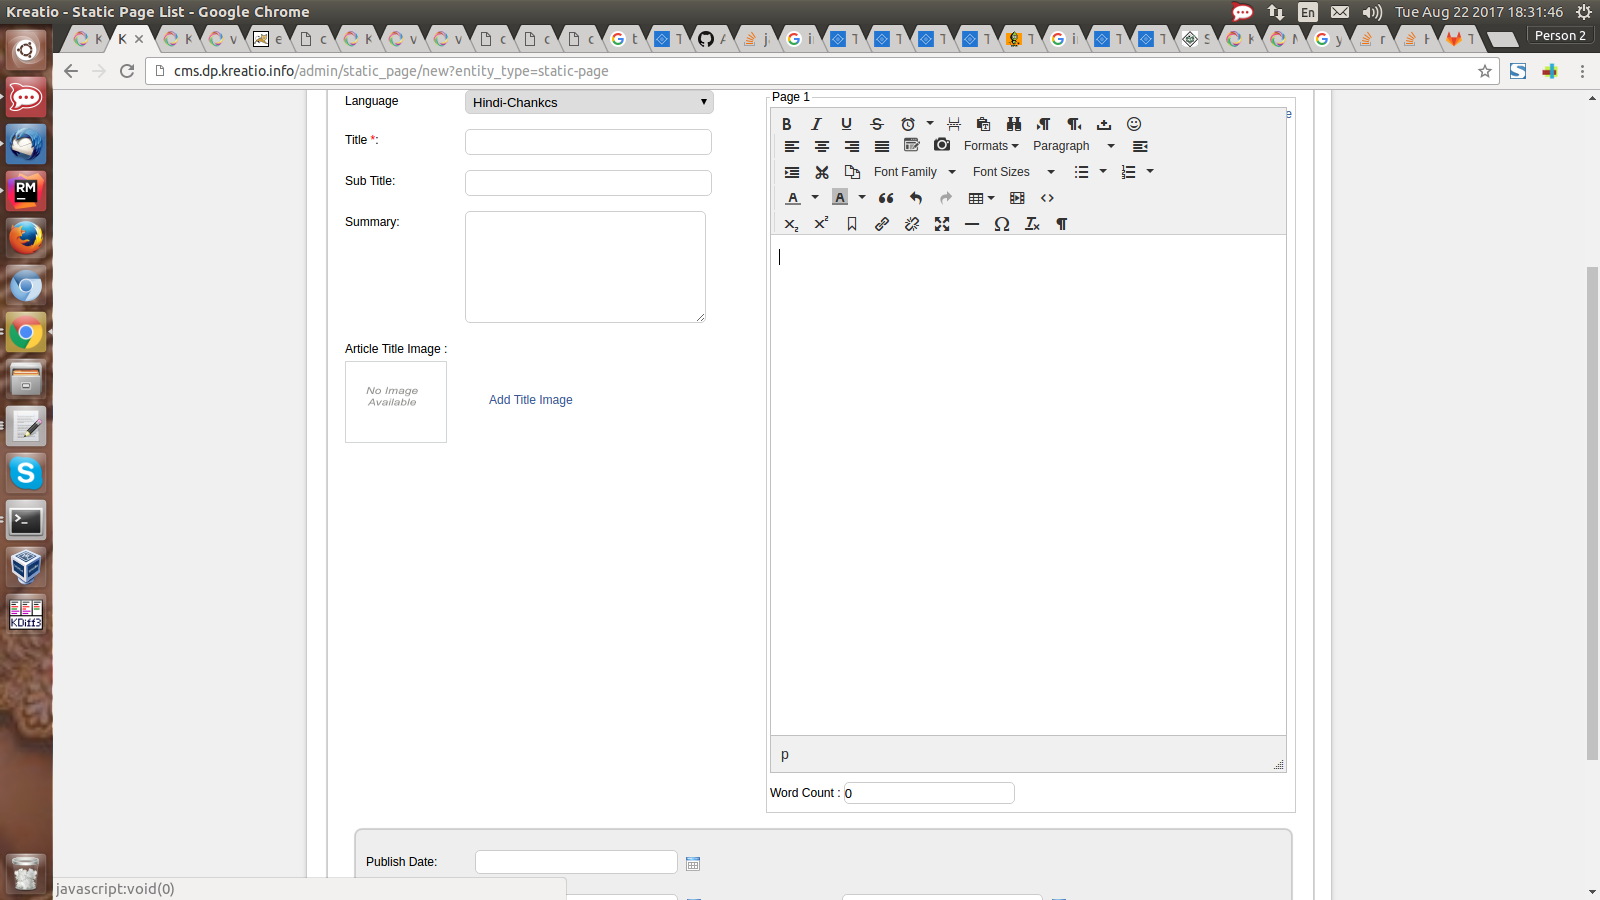 Kreatio - Static Page List - Google Chrome
En
Tue Aug 22 2017 18:31:46
K
Person 2
cms.dp.kreatio.info/admin/static_page/new?entity_type=static-page
Language
Hindi-Chankcs
Page 1
Title *:
Sub Title:
Summary:
Formats
Paragraph
Font Family
Font Sizes
Article Title Image :
No Image
Available
Add Title Image
p
Word Count : 0
Publish Date:
javascript:void(0)
RM
KDiff3